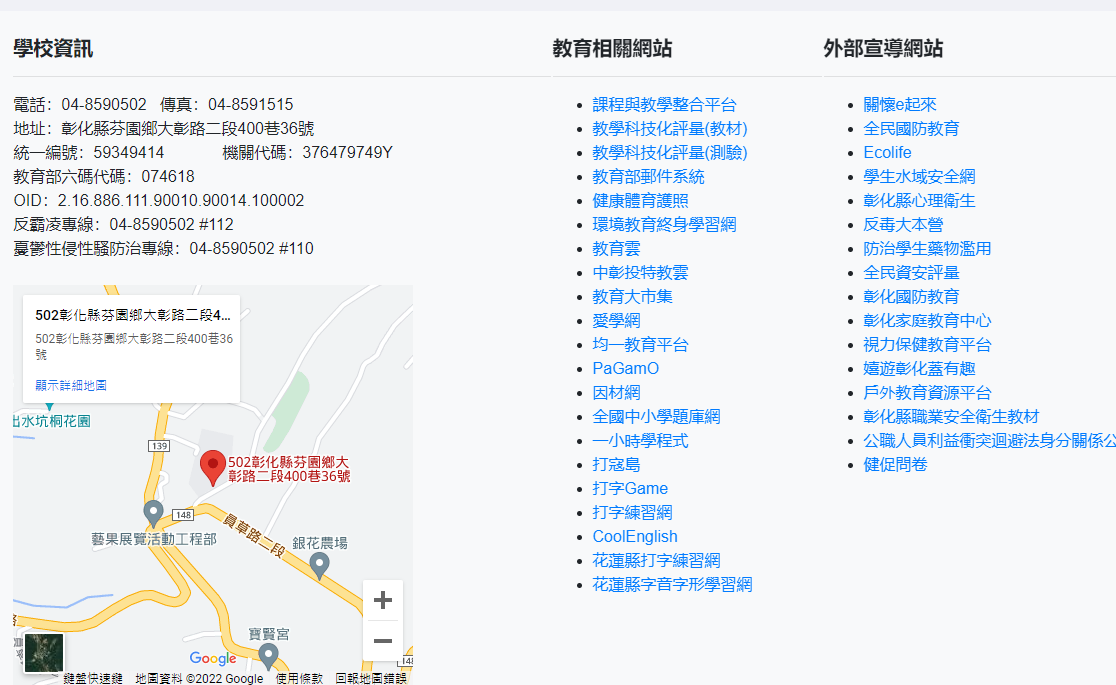 學校資訊
電話：04-8590502 傳真：04-8591515
地址：彰化縣芬園鄉大彰路二段400巷36號
統一編號：59349414 機關代碼：376479749Y
教育部六碼代碼：074618
OID：2.16.886.111.90010.90014.100002
反霸凌專線：04-8590502 #112
憂鬱性侵性騷防治專線：04-8590502 #110
502彰化縣芬園鄉大彰路二段4...
502彰化縣芬園鄉大彰路二段400巷36
號
顯示詳細地圖
出水坑桐花園
139
502彰化縣芬園鄉大
彰路二段400巷36號
148
員草路二段
藝果展覽活動工程部
銀花農場
寶賢宮
Google
148
鍵盤快速鍵 地圖資料 ©2022 Google 使用條款 回報地圖錯誤
教育相關網站
課程與教學整合平台
教學科技化評量(教材)
教學科技化評量(測驗)
教育部郵件系統
健康體育護照
環境教育終身學習網
教育雲
中彰投特教雲
教育大市集
愛學網
均一教育平台
PaGamO
因材網
全國中小學題庫網
一小時學程式
打寇島
打字Game
打字練習網
CoolEnglish
花蓮縣打字練習網
花蓮縣字音字形學習網
外部宣導網站
關懷e起來
全民國防教育
Ecolife
學生水域安全網
彰化縣心理衛生
反毒大本營
防治學生藥物濫用
全民資安評量
彰化國防教育
彰化家庭教育中心
視力保健教育平台
嬉遊彰化蓋有趣
戶外教育資源平台
彰化縣職業安全衛生教材
公職人員利益衝突迴避法身分關係公
健促問卷